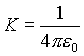 K = 1/(4πε₀)